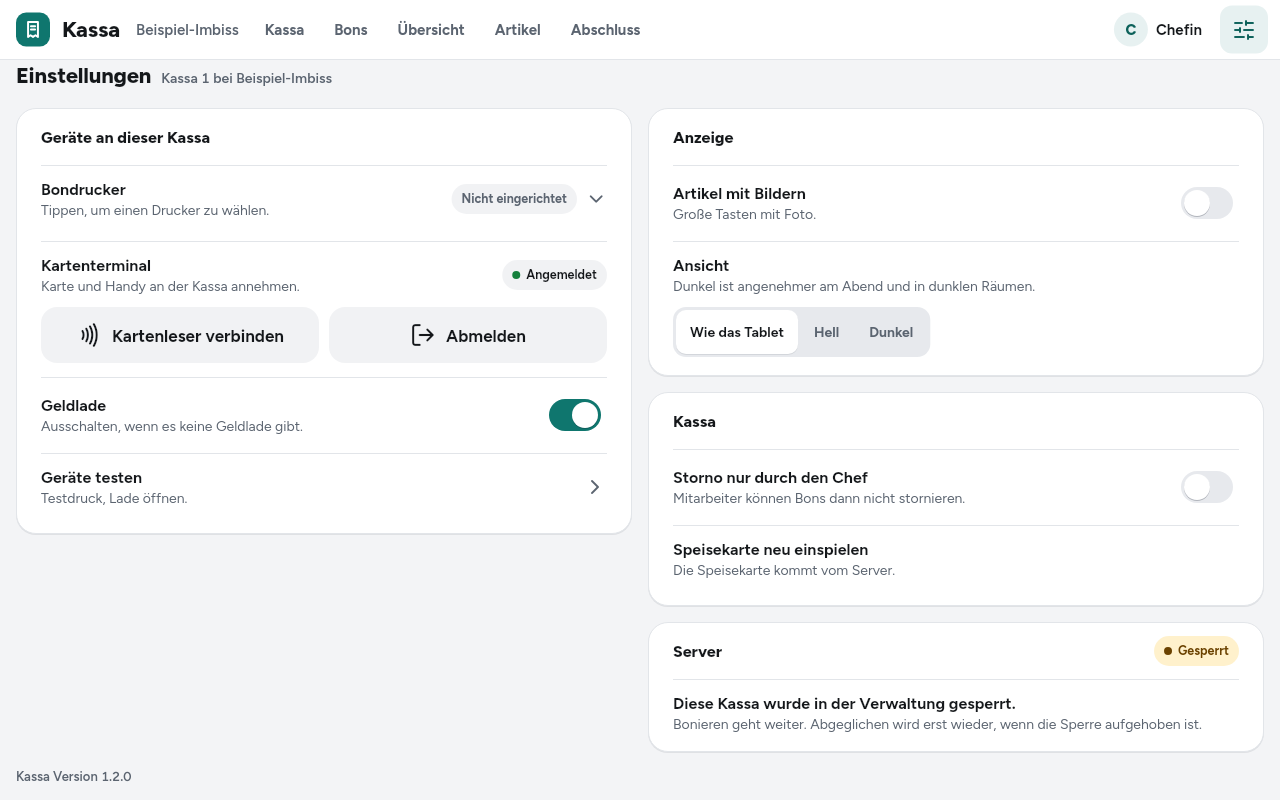 Kassa Beispiel-Imbiss Kassa Bons Übersicht Artikel Abschluss C Chefin
Einstellungen Kassa 1 bei Beispiel-Imbiss
Geräte an dieser Kassa
Bondrucker
Tippen, um einen Drucker zu wählen.
Nicht eingerichtet
Kartenterminal
Karte und Handy an der Kassa annehmen.
Angemeldet
Kartenleser verbinden
Abmelden
Geldlade
Ausschalten, wenn es keine Geldlade gibt.
Geräte testen
Testdruck, Lade öffnen.
Anzeige
Artikel mit Bildern
Große Tasten mit Foto.
Ansicht
Dunkel ist angenehmer am Abend und in dunklen Räumen.
Wie das Tablet Hell Dunkel
Kassa
Storno nur durch den Chef
Mitarbeiter können Bons dann nicht stornieren.
Speisekarte neu einspielen
Die Speisekarte kommt vom Server.
Server
Gesperrt
Diese Kassa wurde in der Verwaltung gesperrt.
Bonieren geht weiter. Abgeglichen wird erst wieder, wenn die Sperre aufgehoben ist.
Kassa Version 1.2.0